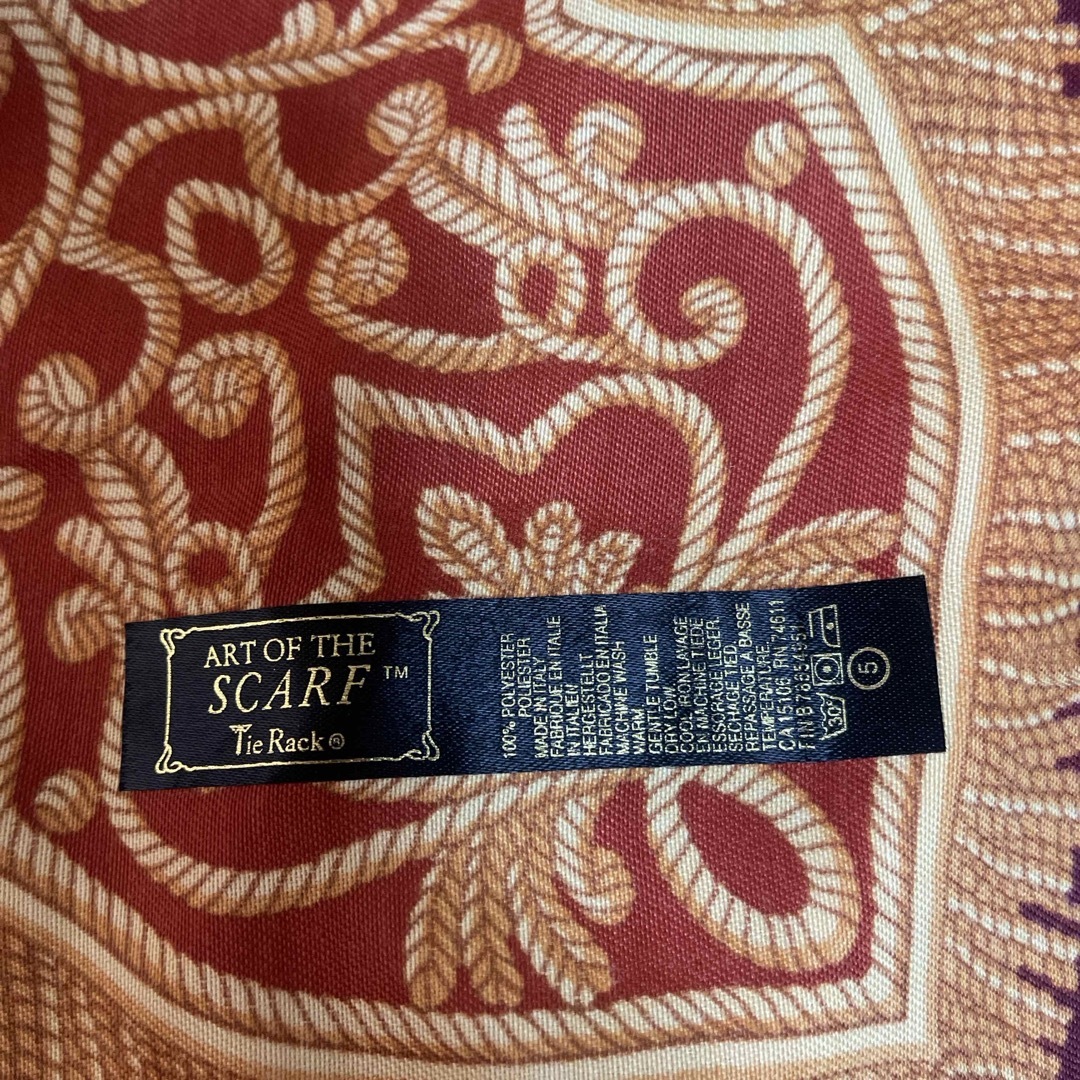 ART OF THE
SCARF™
Tie Rack®
100% POLYESTER
POLIESTER
MADE IN ITALY
FABRIQUE EN ITALIE
IN ITALIEN
HERGESTELLT
FABRICADO EN ITALIA
MACHINE WASH
WARM
GENTLE TUMBLE
DRY LOW
COOL IRON LAVAGE
EN MACHINE TIEDE
ESSORAGE LEGER.
SECHAGE TIED.
REPASSAGE A BASSE
TEMPERATURE.
CA 15106 RN 74611
30
5